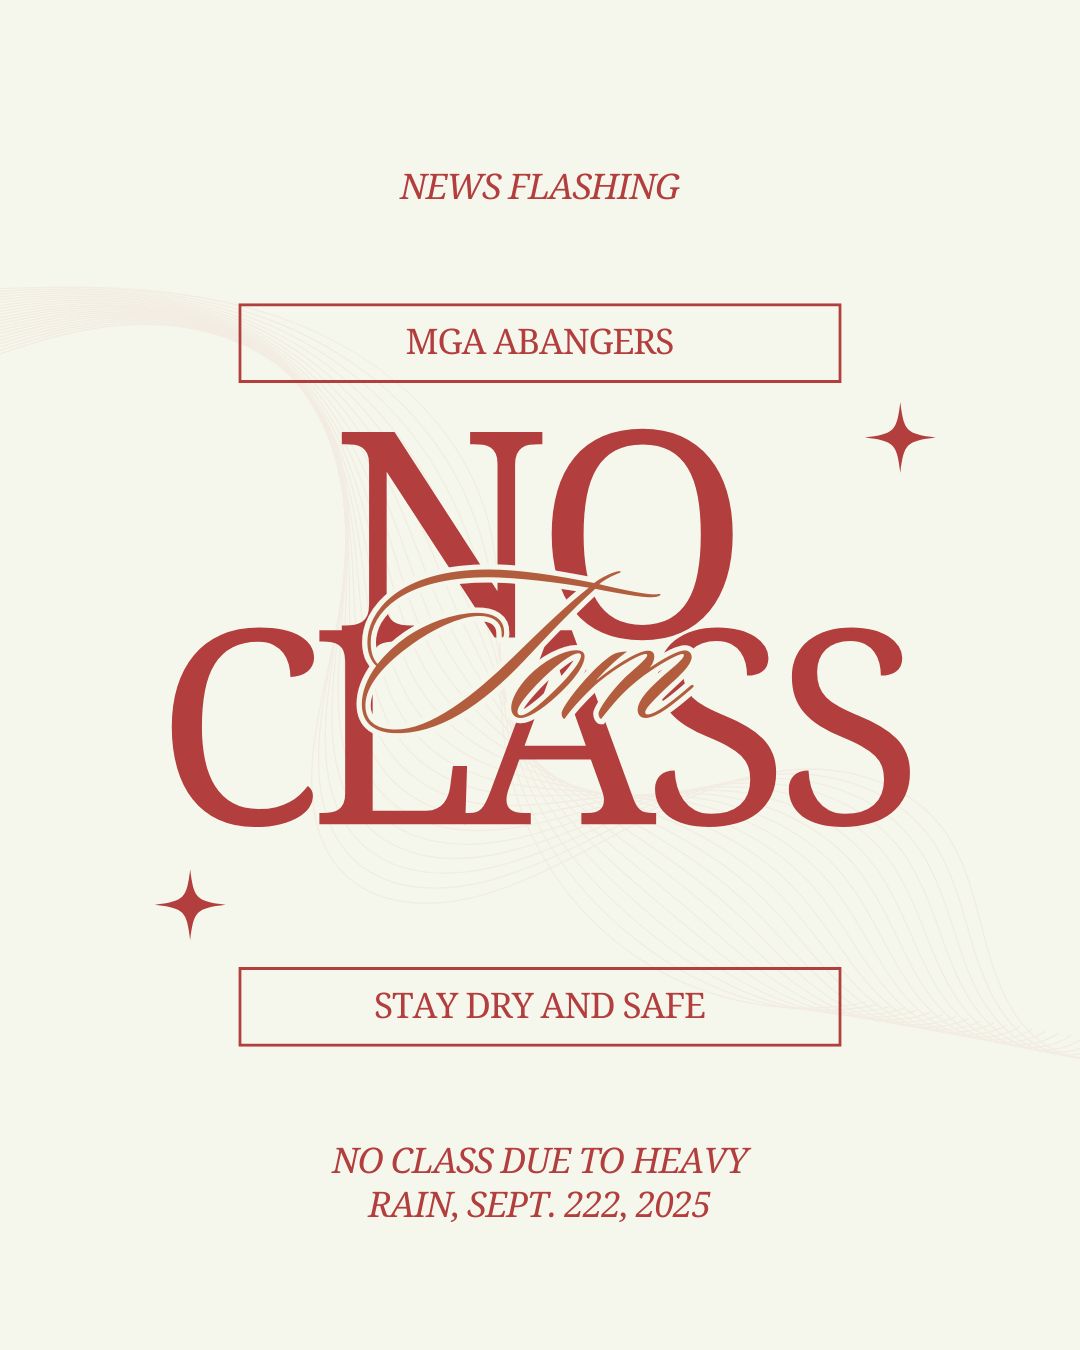 NEWS FLASHING
MGA ABANGERS
NO
Tom
CLASS
STAY DRY AND SAFE
NO CLASS DUE TO HEAVY
RAIN, SEPT. 222, 2025